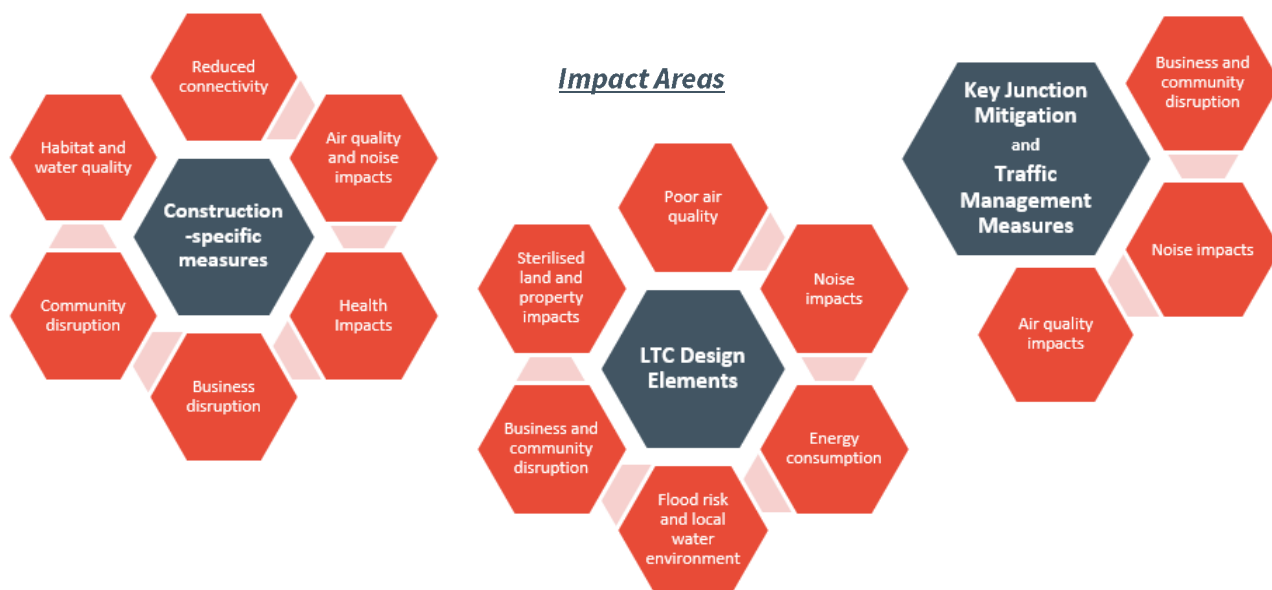 Impact Areas
Reduced
connectivity
Air quality
and noise
impacts
Health
Impacts
Business
disruption
Community
disruption
Habitat and
water quality
Construction
-specific
measures
Poor air
quality
Noise
impacts
Energy
consumption
Flood risk
and local
water
environment
Business and
community
disruption
Sterilised
land and
property
impacts
LTC Design
Elements
Key Junction
Mitigation
and
Traffic
Management
Measures
Business and
community
disruption
Noise impacts
Air quality
impacts